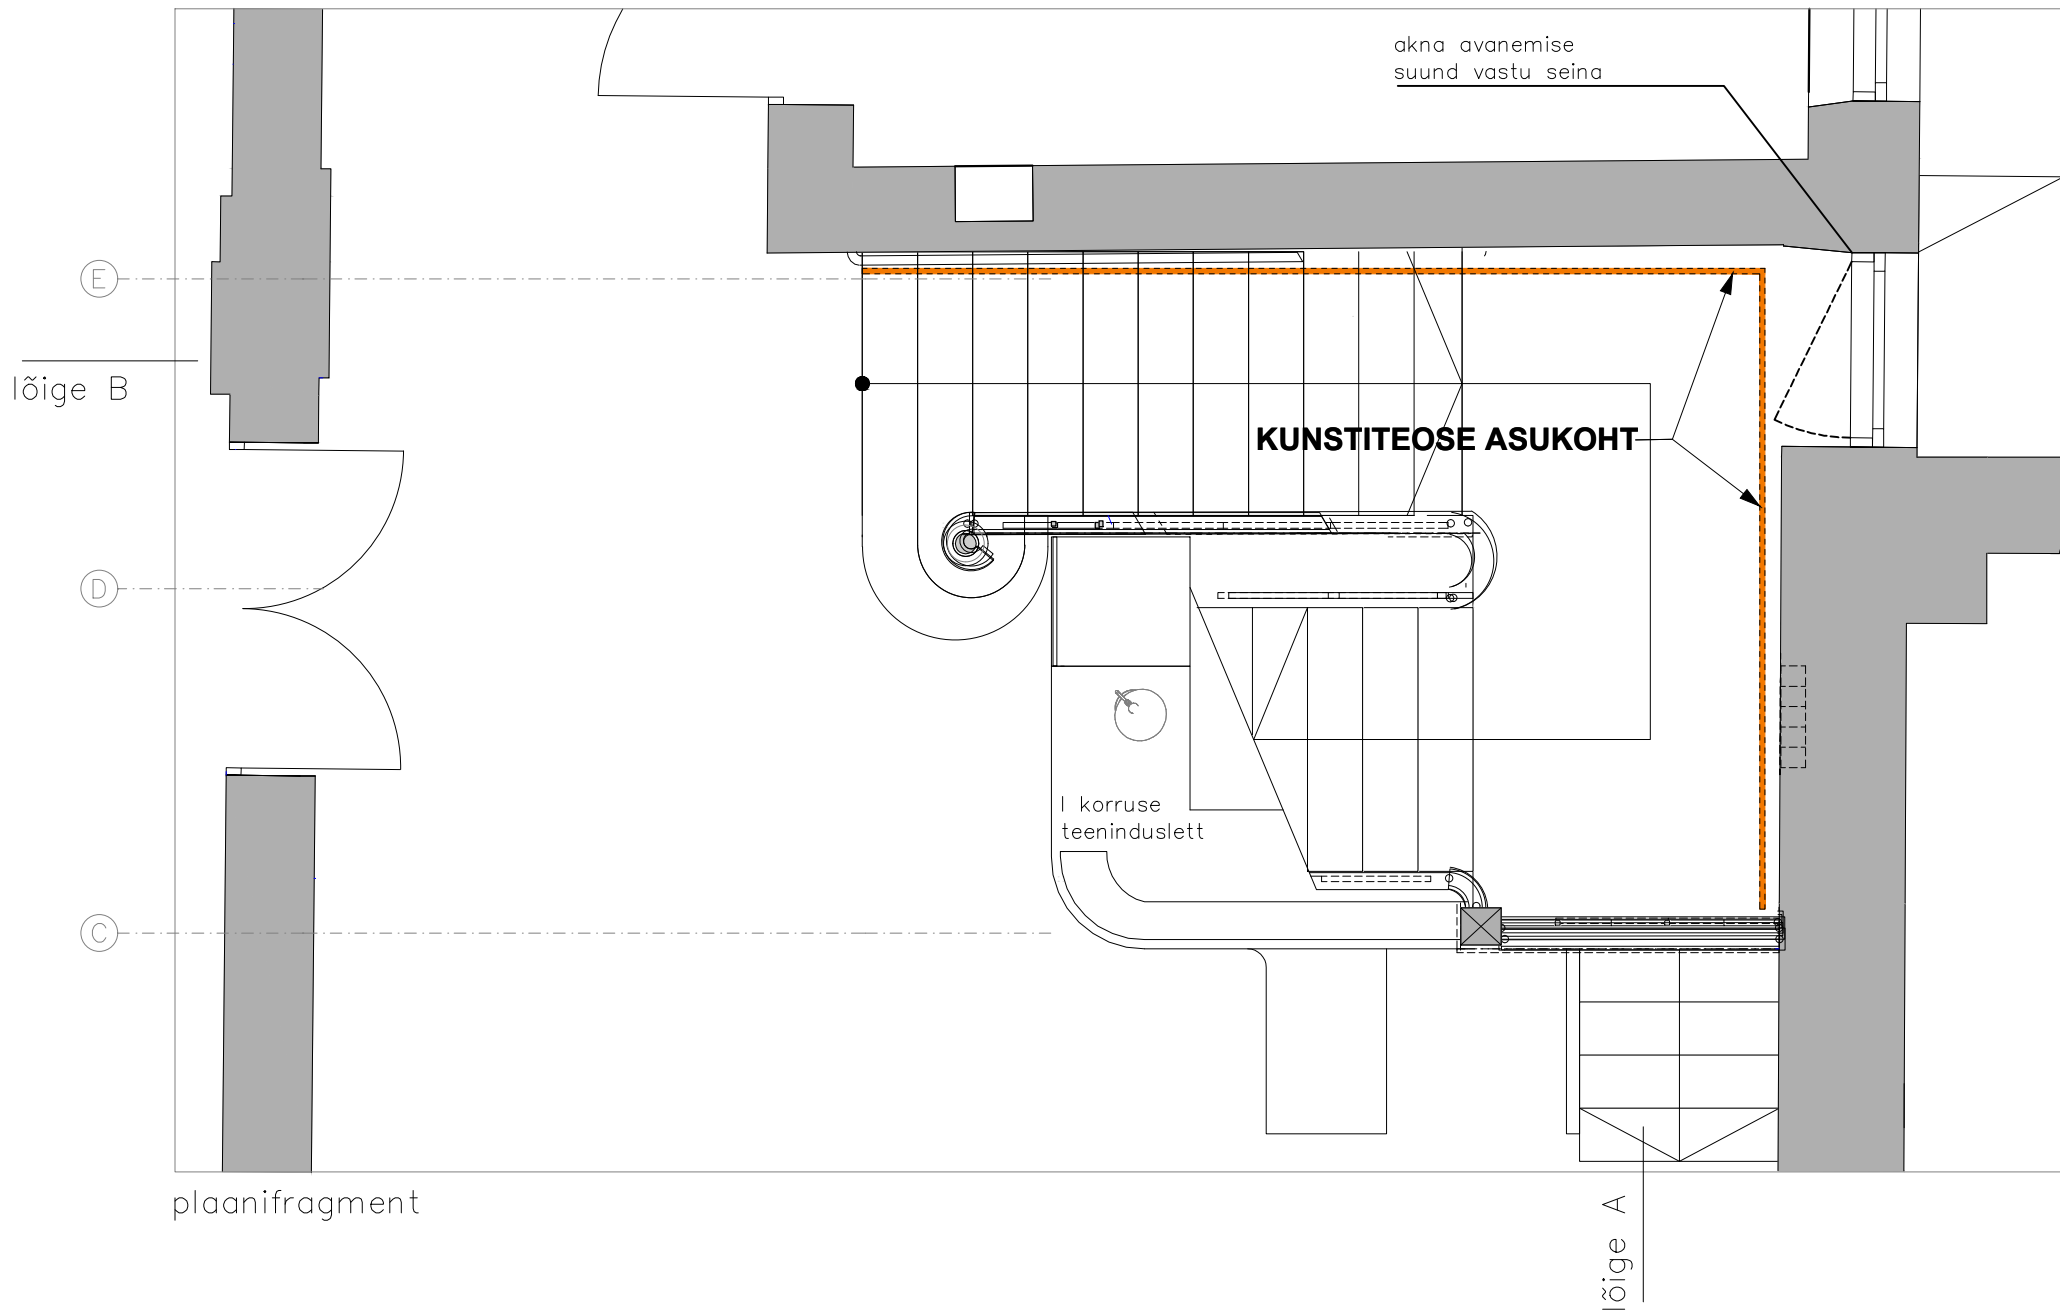 akna avanemise
suund vastu seina
E
lõige B
KUNSTITEOSE ASUKOHT
D
I korruse
teeninduslett
C
plaanifragment
lõige A